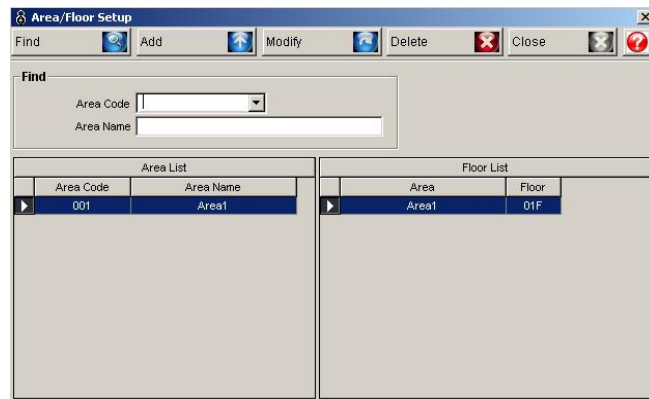 Area/Floor Setup
Find Add Modify Delete Close
Find
Area Code
Area Name
Area List Floor List
Area Code Area Name Area Floor
001 Area1 Area1 01F